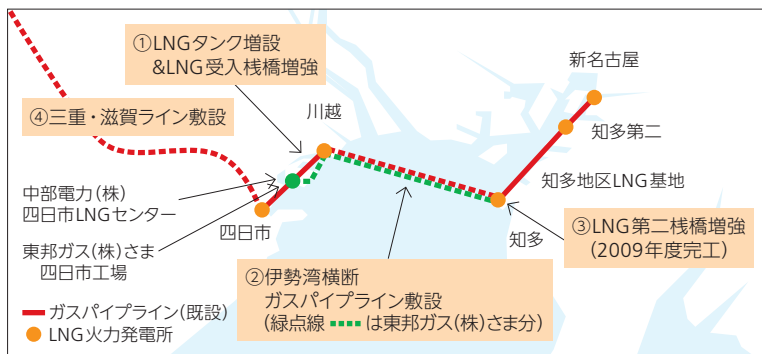 ①LNGタンク増設
&LNG受入桟橋増強
新名古屋
川越
④三重・滋賀ライン敷設
知多第二
知多地区LNG基地
中部電力(株)
四日市LNGセンター
四日市
知多
③LNG第二桟橋増強
(2009年度完工)
東邦ガス(株)さま
四日市工場
②伊勢湾横断
ガスパイプライン敷設
(緑点線 は東邦ガス(株)さま分)
ガスパイプライン(既設)
LNG火力発電所